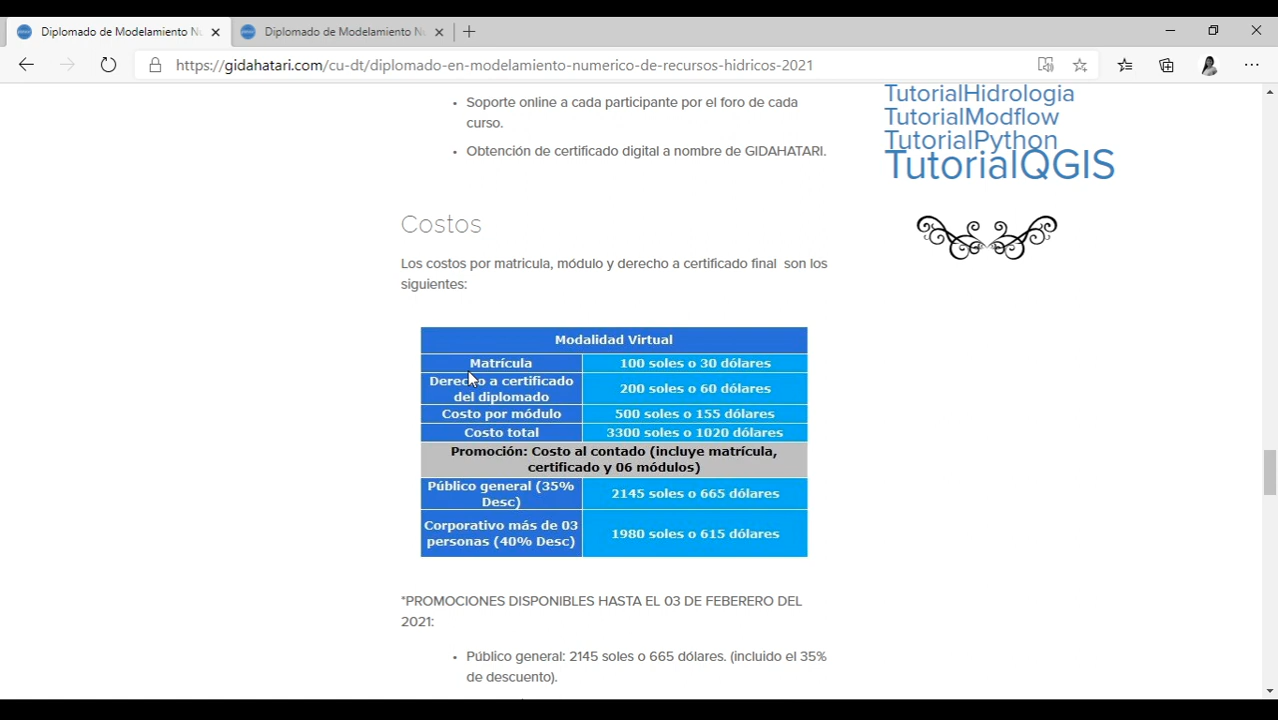 Diplomado de Modelamiento Nu
Diplomado de Modelamiento Nu
https://gidahatari.com/cu-dt/diplomado-en-modelamiento-numerico-de-recursos-hidricos-2021
Soporte online a cada participante por el foro de cada
curso.
Obtención de certificado digital a nombre de GIDAHATARI.
TutorialHidrologia
TutorialModflow
TutorialPython
TutorialQGIS
Costos
Los costos por matricula, módulo y derecho a certificado final son los
siguientes:
Modalidad Virtual
Matrícula 100 soles o 30 dólares
Derecho a certificado
del diplomado 200 soles o 60 dólares
Costo por módulo 500 soles o 155 dólares
Costo total 3300 soles o 1020 dólares
Promoción: Costo al contado (incluye matrícula,
certificado y 06 módulos)
Público general (35%
Desc) 2145 soles o 665 dólares
Corporativo más de 03
personas (40% Desc) 1980 soles o 615 dólares
*PROMOCIONES DISPONIBLES HASTA EL 03 DE FEBERERO DEL
2021:
Público general: 2145 soles o 665 dólares. (incluido el 35%
de descuento).